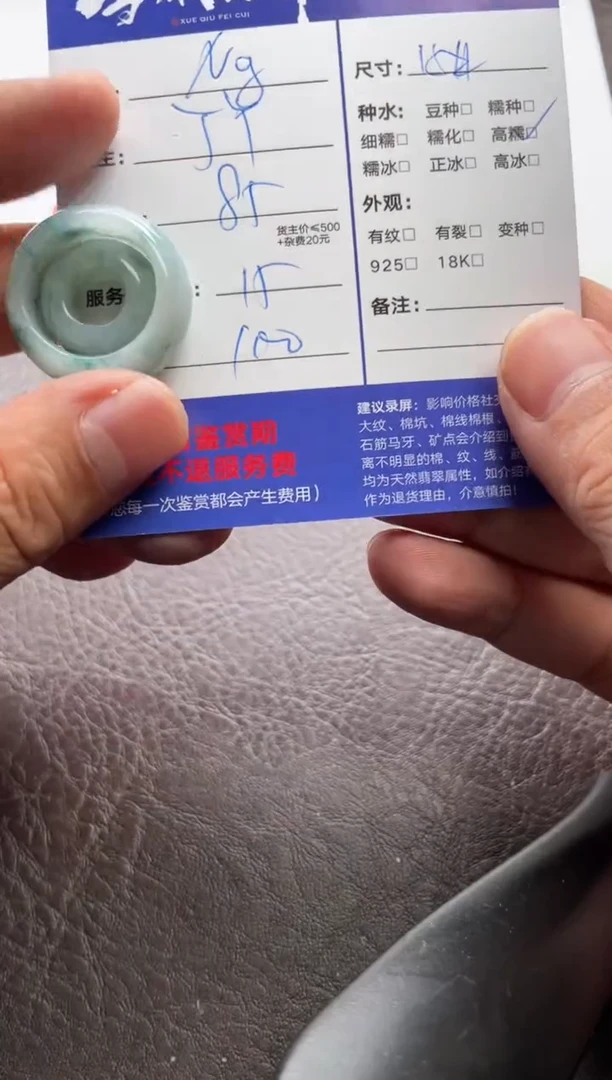 XUE QIU FEI CUI
Ng
85
货主价≤500
+杂费20元
服务
: 15
100
尺寸:
种水: 豆种□ 糯种□
细糯□ 糯化□ 高糯☑
糯冰□ 正冰□ 高冰□
外观:
有纹□ 有裂□ 变种□
925□ 18K□
备注:
鉴赏期
不退服务费
您每一次鉴赏都会产生费用)
建议录屏: 影响价格
大纹、棉坑、棉线棉根、
石筋马牙、矿点会介绍到
离不明显的棉、纹、线、
均为天然翡翠属性, 如介绍
作为退货理由, 介意慎拍!